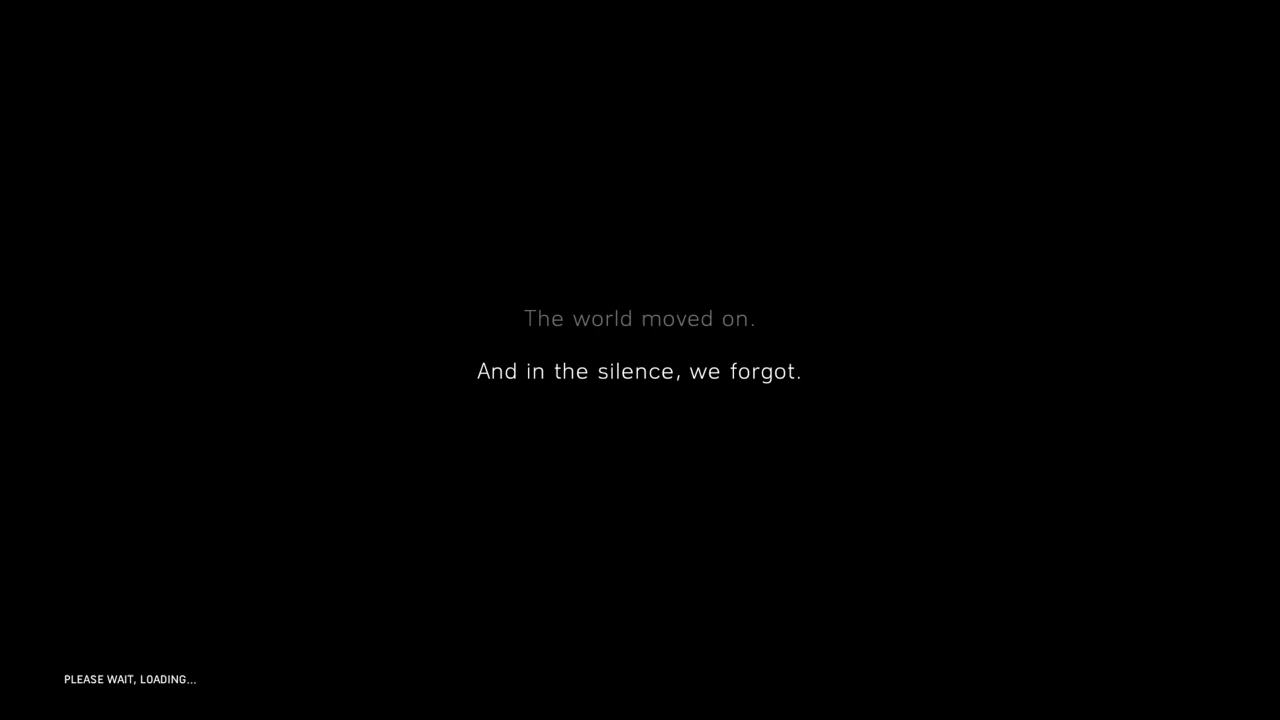 The world moved on.
And in the silence, we forgot.
PLEASE WAIT, LOADING...